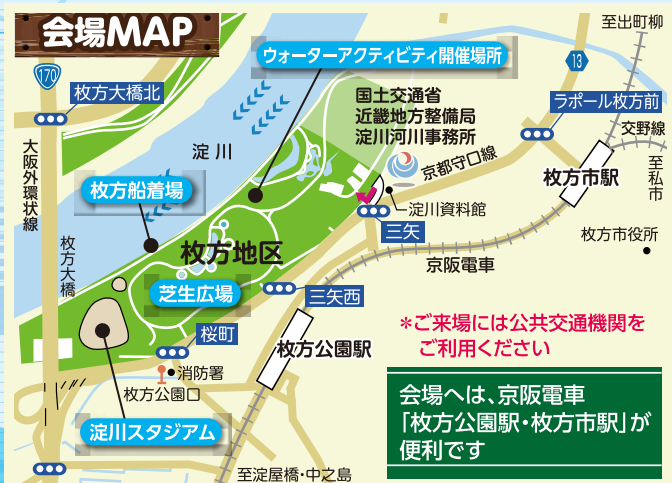 会場MAP
ウォーターアクティビティ開催場所
至出町柳
170
枚方大橋北
13
国土交通省
近畿地方整備局
淀川河川事務所
ラポール枚方前
交野線
至私市
淀川
大阪外環状線
京都守口線
枚方市駅
枚方船着場
淀川資料館
三矢
枚方市役所
枚方大橋
枚方地区
京阪電車
芝生広場
三矢西
桜町
枚方公園駅
*ご来場には公共交通機関を
ご利用ください
消防署
枚方公園口
淀川スタジアム
会場へは、京阪電車
「枚方公園駅・枚方市駅」が
便利です
至淀屋橋・中之島